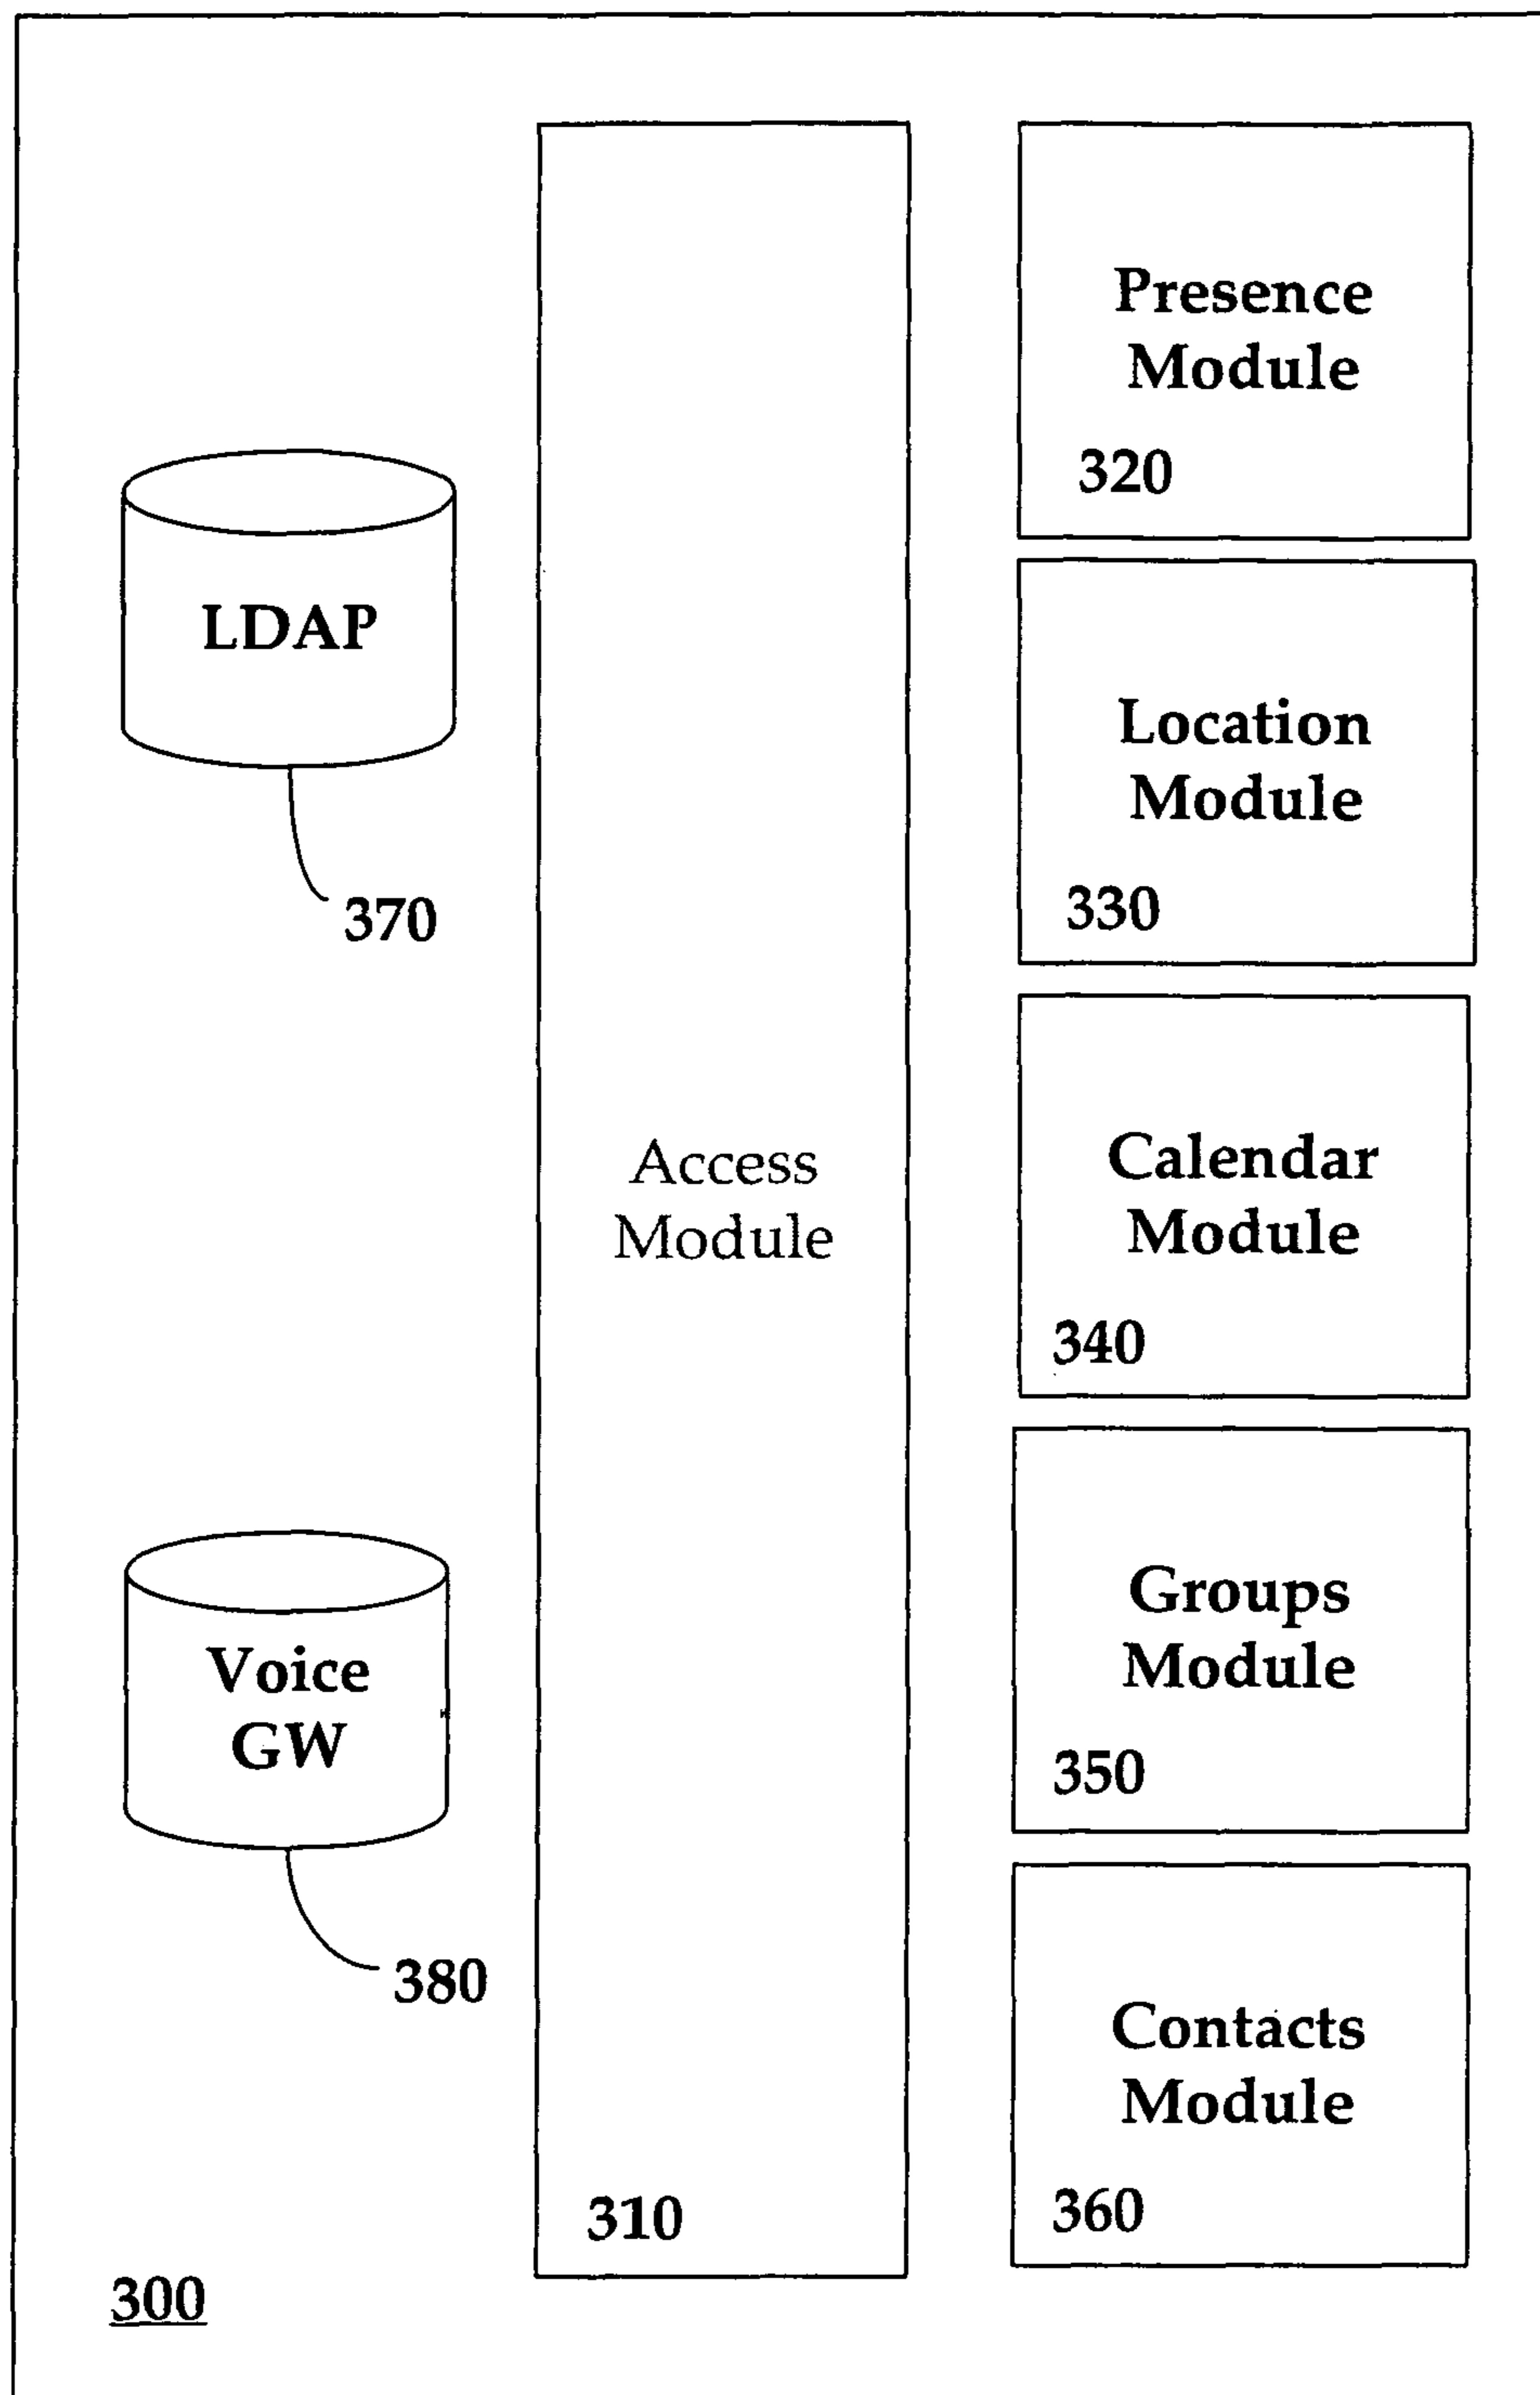 Presence
Module
320
LDAP
370
Location
Module
330
Access
Module
310
Calendar
Module
340
Voice
GW
380
Groups
Module
350
Contacts
Module
360
300